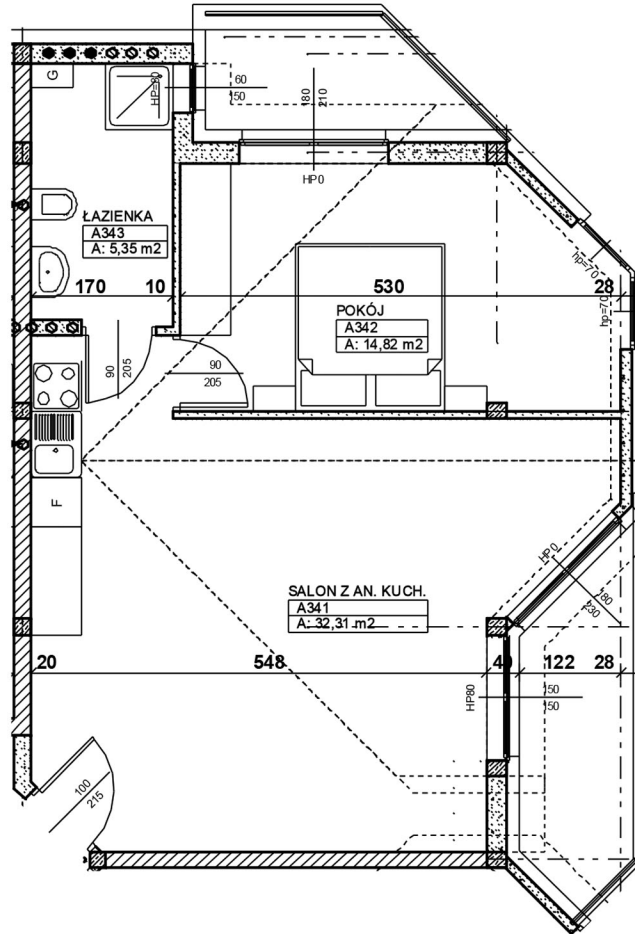 G
HP=80
60
150
180
210
HP0
ŁAZIENKA
A343
A: 5,35 m2
hp=70
170
10
530
28
hp=70
POKÓJ
A342
A: 14,82 m2
90
205
90
205
F
HP0
180
230
SALON Z AN. KUCH.
A341
A: 32,31 m2
20
548
40
122
28
HP80
150
150
100
215